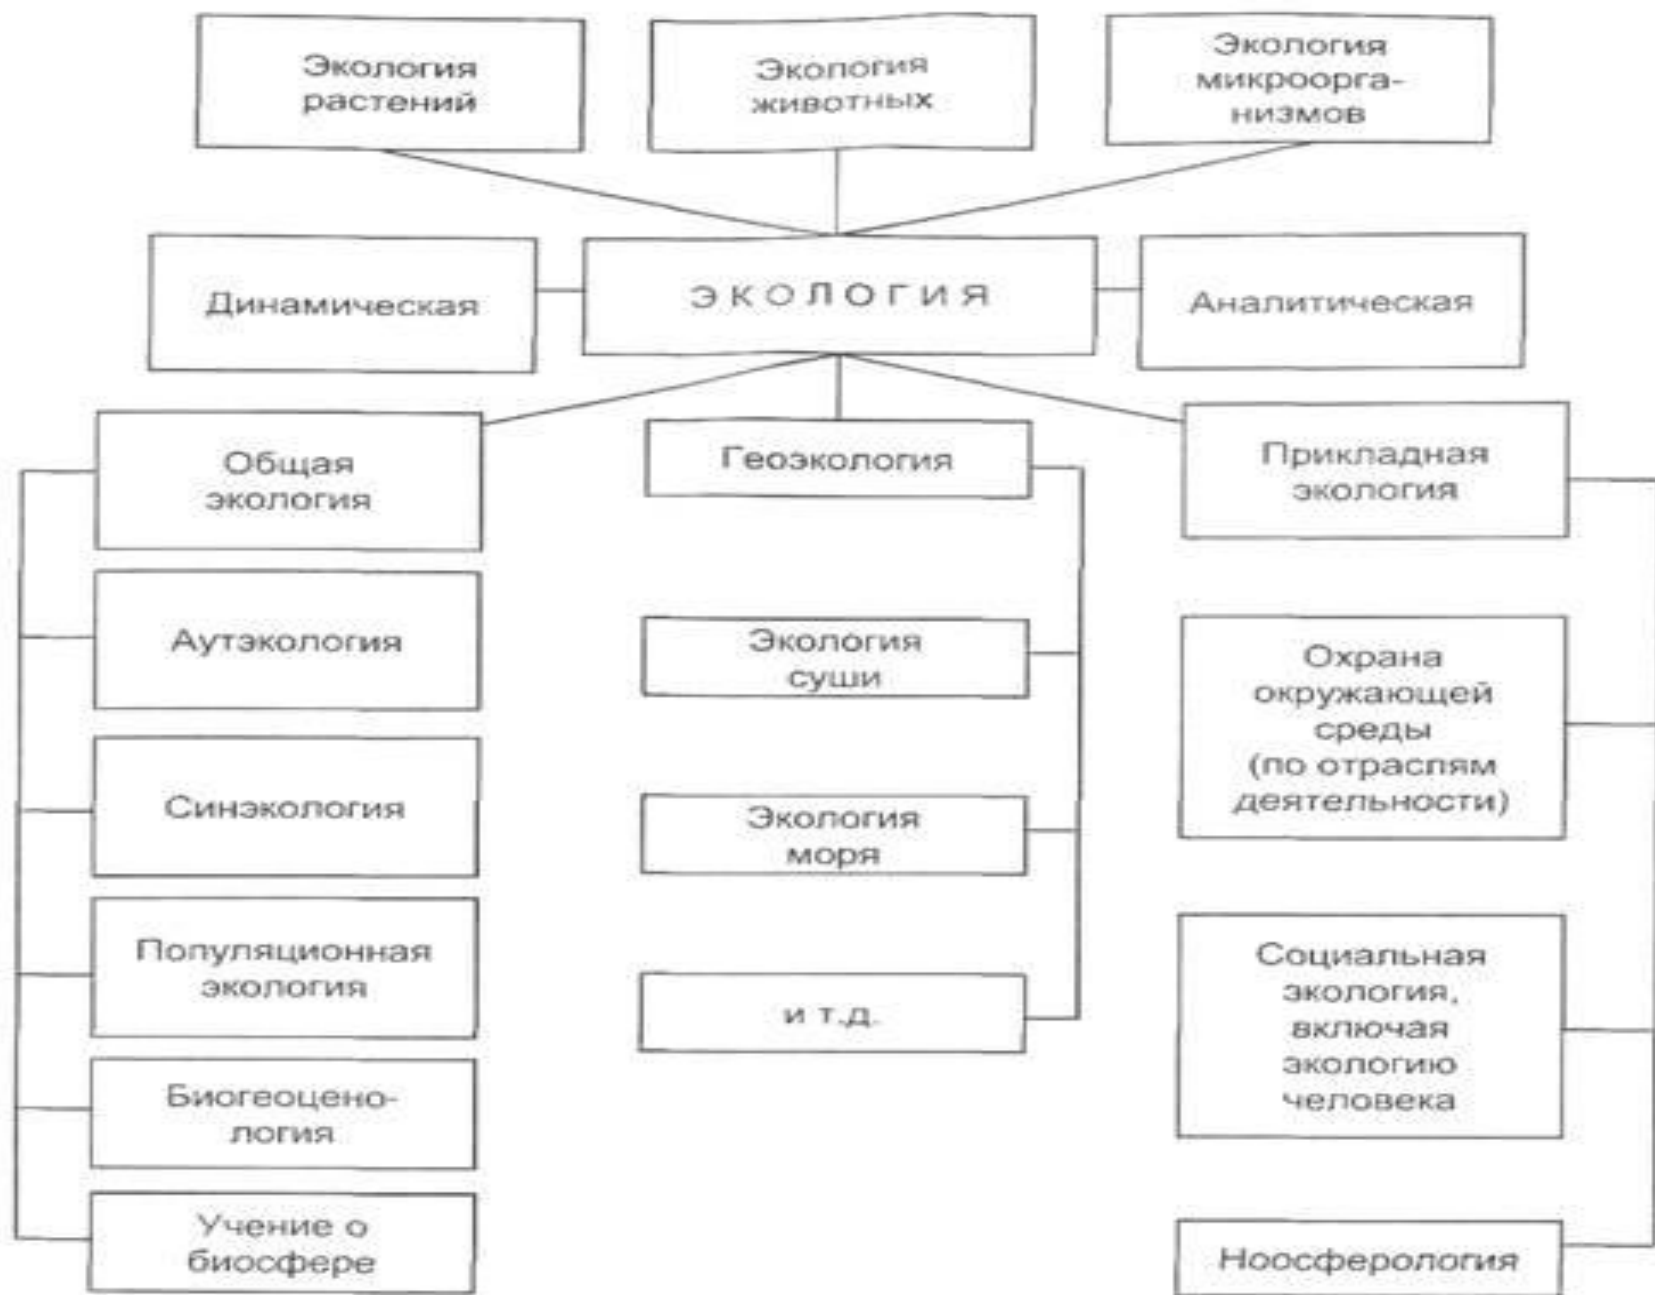 Экология
растений
Экология
животных
Экология
микроорга-
низмов
Динамическая
ЭКОЛОГИЯ
Аналитическая
Общая
экология
Аутэкология
Синэкология
Популяционная
экология
Биогеоцено-
логия
Учение о
биосфере
Геоэкология
Экология
суши
Экология
моря
и т.д.
Прикладная
экология
Охрана
окружающей
среды
(по отраслям
деятельности)
Социальная
экология,
включая
экологию
человека
Ноосферология